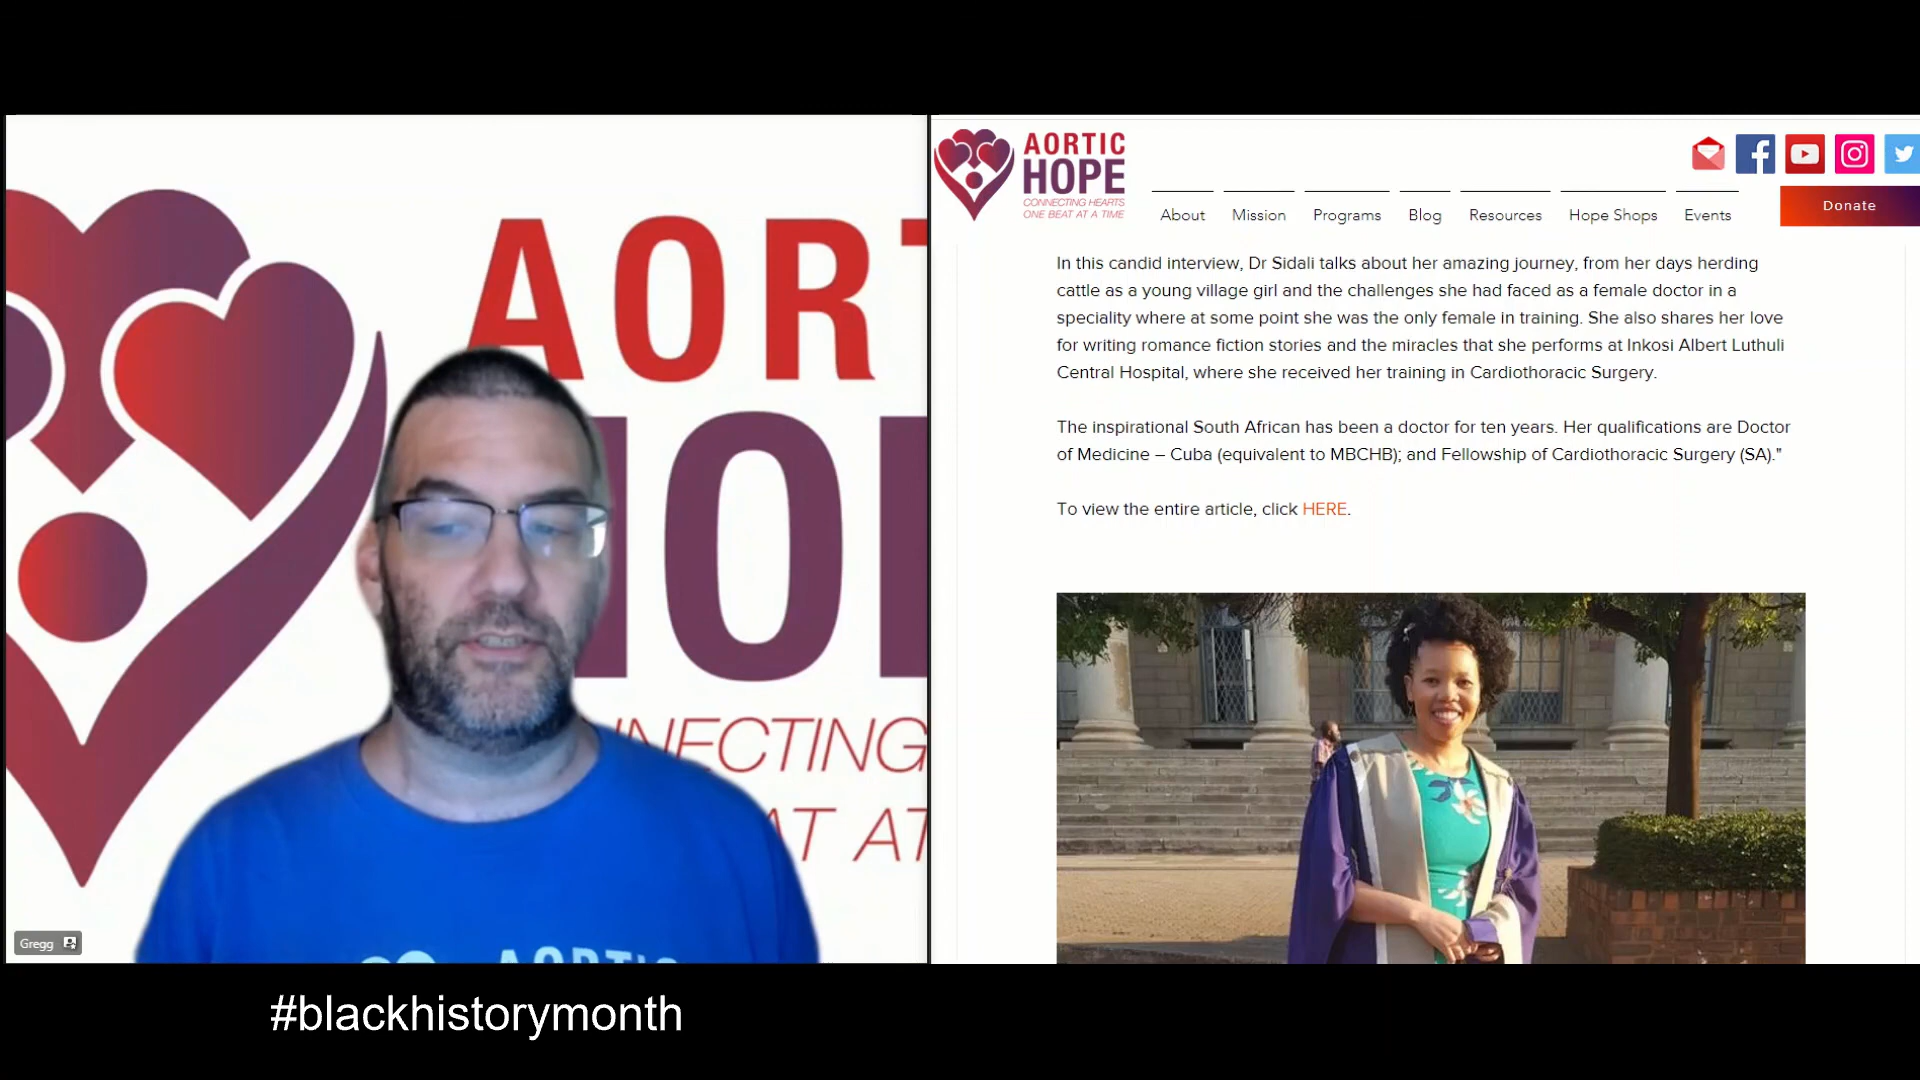 AORT
HO
NNECTING
AT AT
AORTIC
Gregg
#blackhistorymonth
AORTIC
HOPE
CONNECTING HEARTS
ONE BEAT AT A TIME
About Mission Programs Blog Resources Hope Shops Events
Donate
In this candid interview, Dr Sidali talks about her amazing journey, from her days herding
cattle as a young village girl and the challenges she had faced as a female doctor in a
speciality where at some point she was the only female in training. She also shares her love
for writing romance fiction stories and the miracles that she performs at Inkosi Albert Luthuli
Central Hospital, where she received her training in Cardiothoracic Surgery.
The inspirational South African has been a doctor for ten years. Her qualifications are Doctor
of Medicine – Cuba (equivalent to MBCHB); and Fellowship of Cardiothoracic Surgery (SA)."
To view the entire article, click HERE.